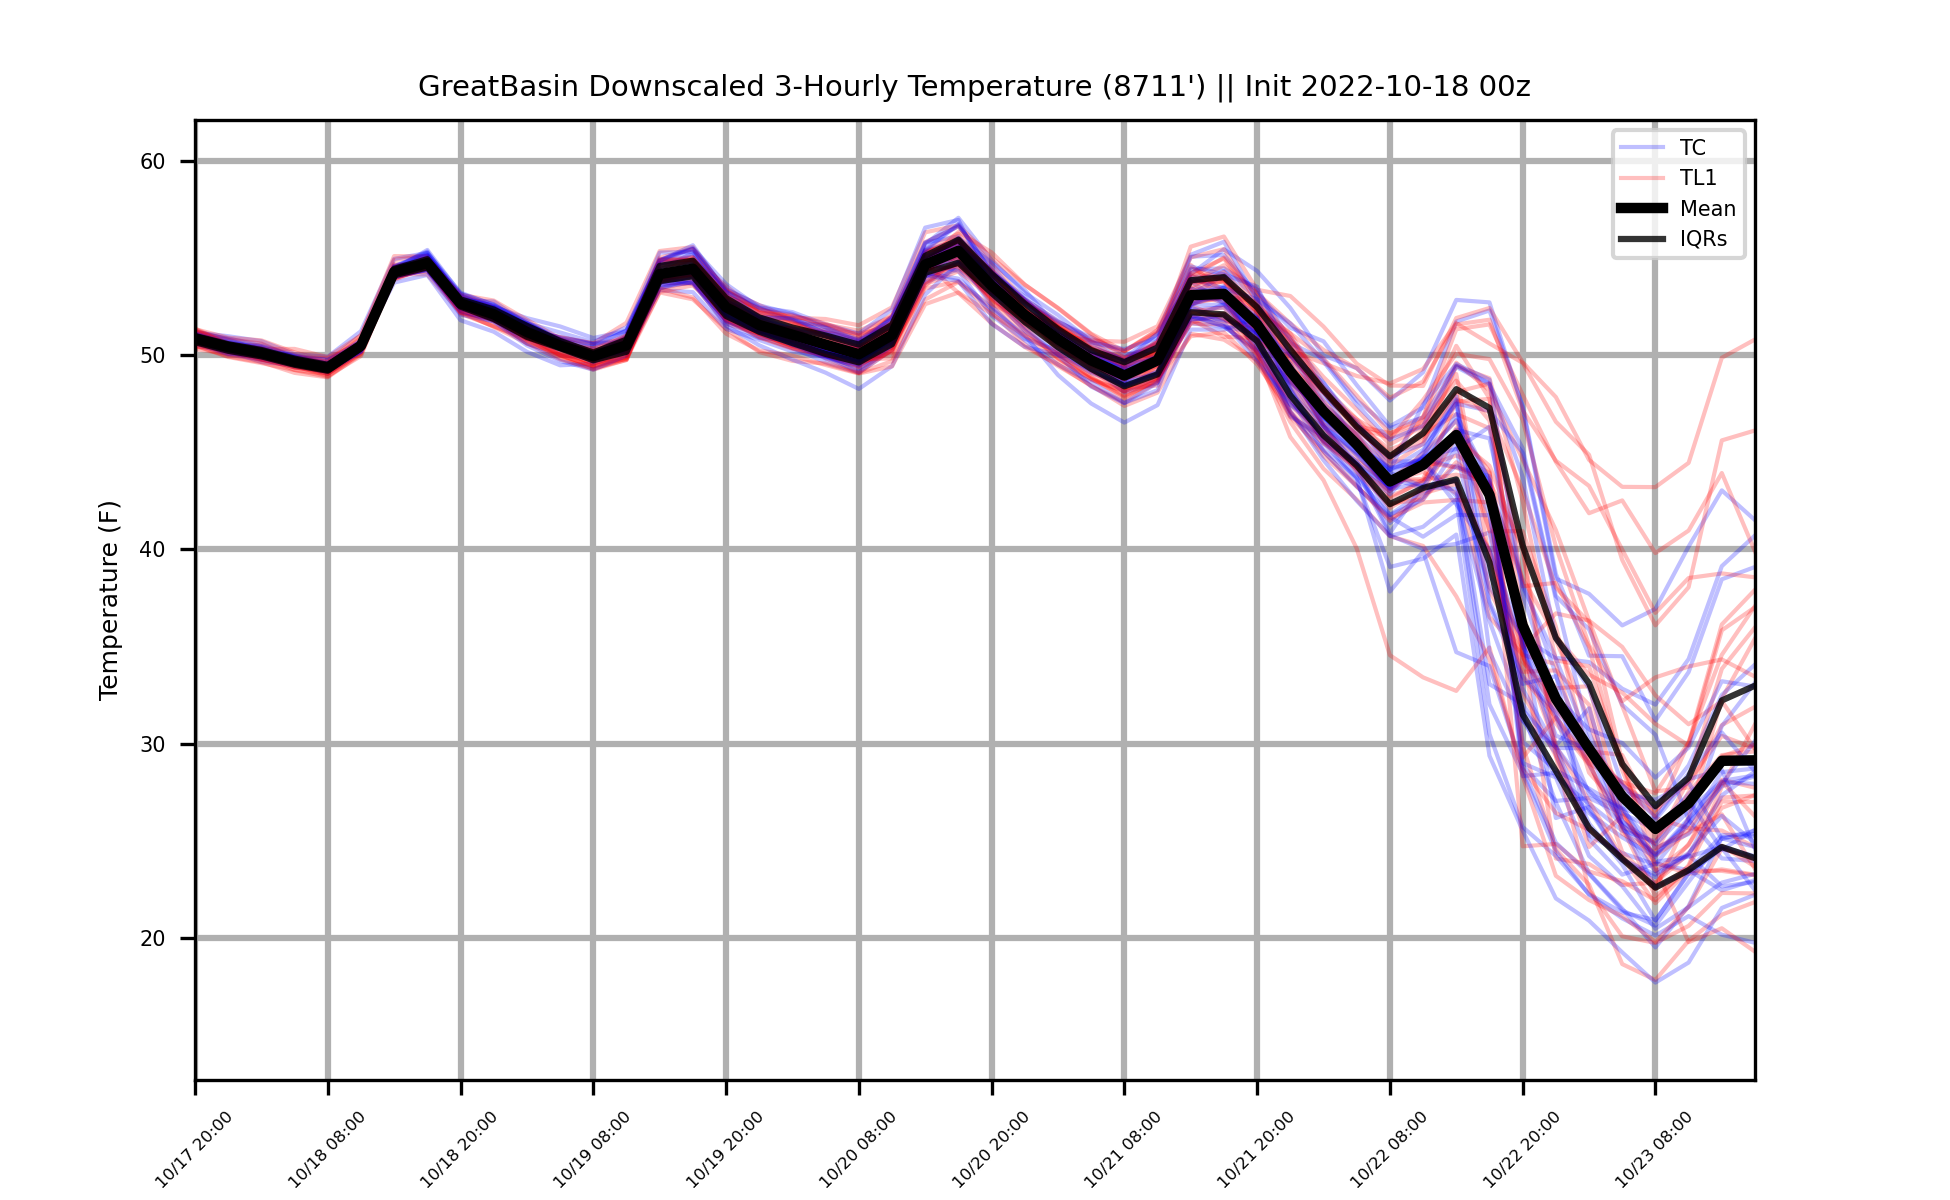 GreatBasin Downscaled 3-Hourly Temperature (8711') || Init 2022-10-18 00z
TC
TL1
Mean
IQRs
Temperature (F)
60
50
40
30
20
10/17 20:00
10/18 08:00
10/18 20:00
10/19 08:00
10/19 20:00
10/20 08:00
10/20 20:00
10/21 08:00
10/21 20:00
10/22 08:00
10/22 20:00
10/23 08:00